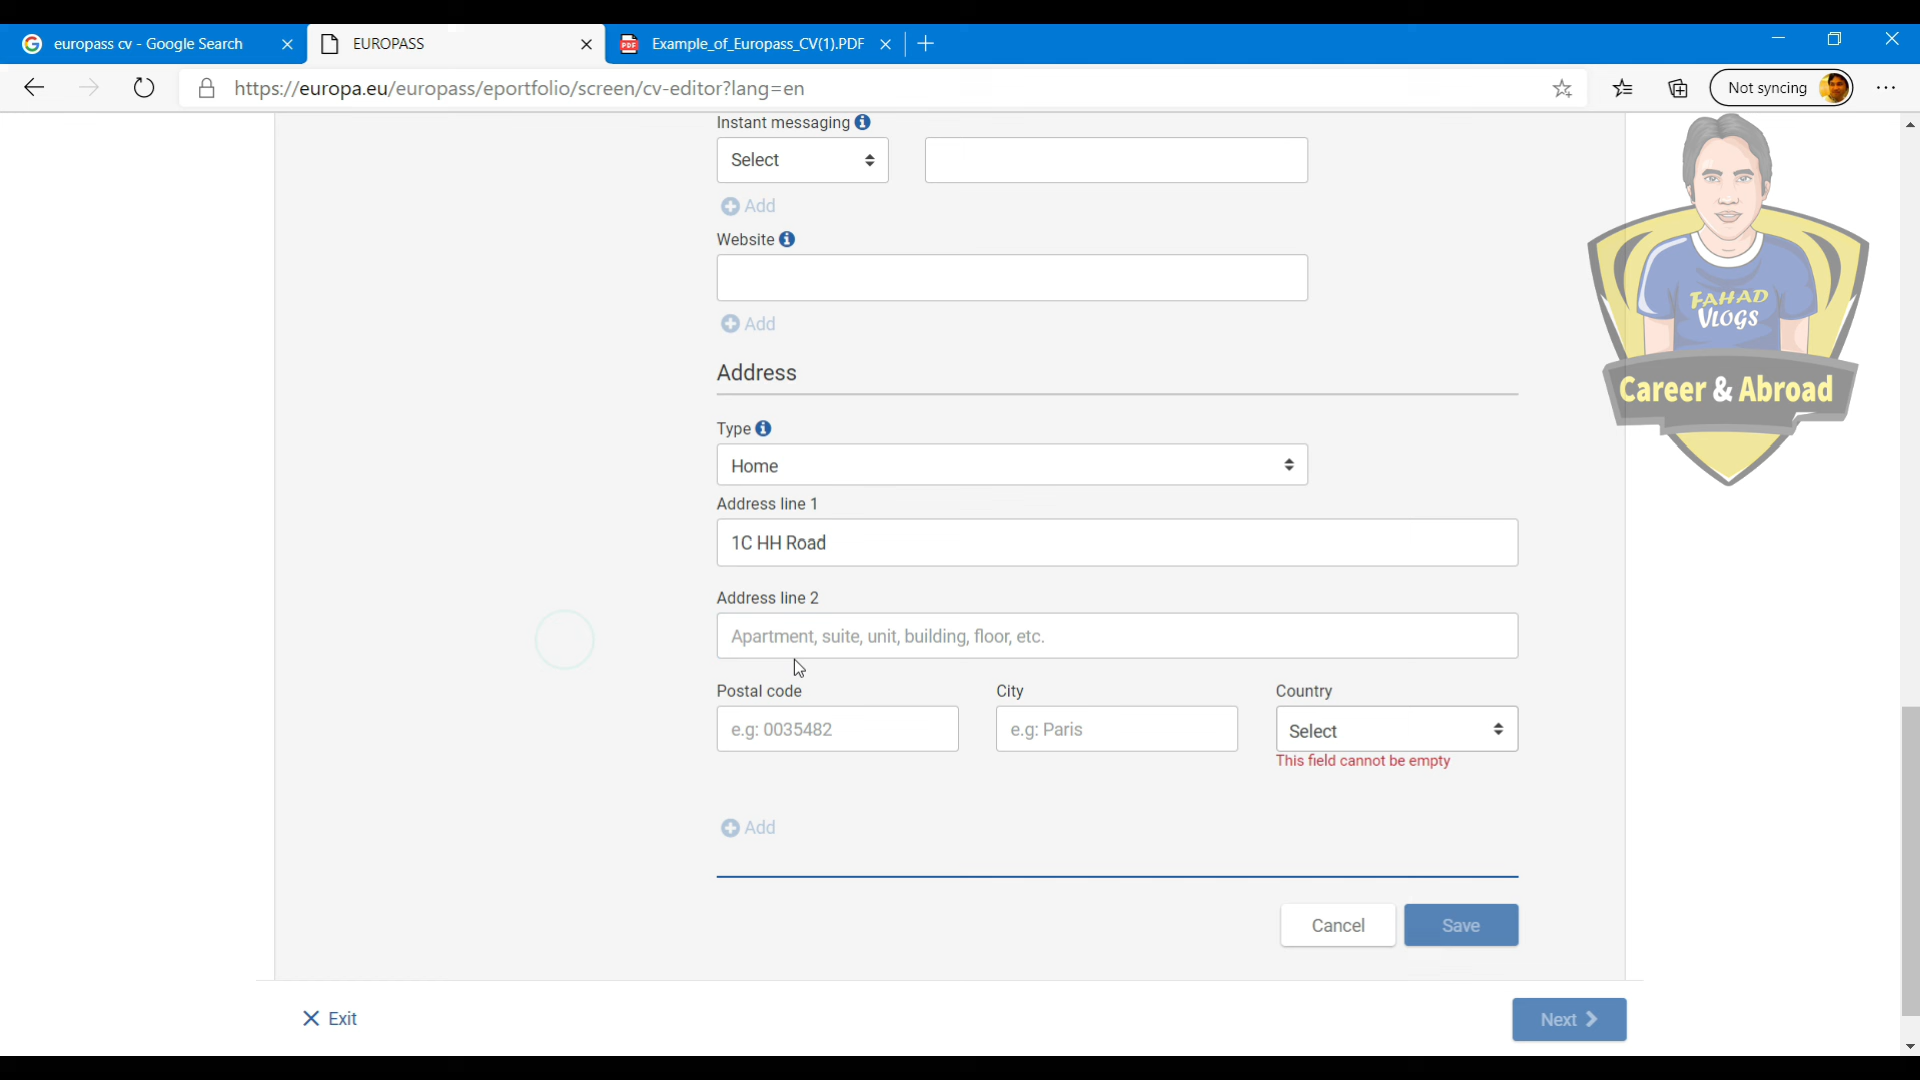 europass cv - Google Search
EUROPASS
Example_of_Europass_CV(1).PDF
https://europa.eu/europass/eportfolio/screen/cv-editor?lang=en
Not syncing
Instant messaging
Select
Add
Website
Add
Address
Type
Home
Address line 1
1C HH Road
Address line 2
Apartment, suite, unit, building, floor, etc.
Postal code
City
Country
e.g: 0035482
e.g: Paris
Select
This field cannot be empty
Add
Cancel
Save
Exit
Next
FAHAD
VLOGS
Career & Abroad